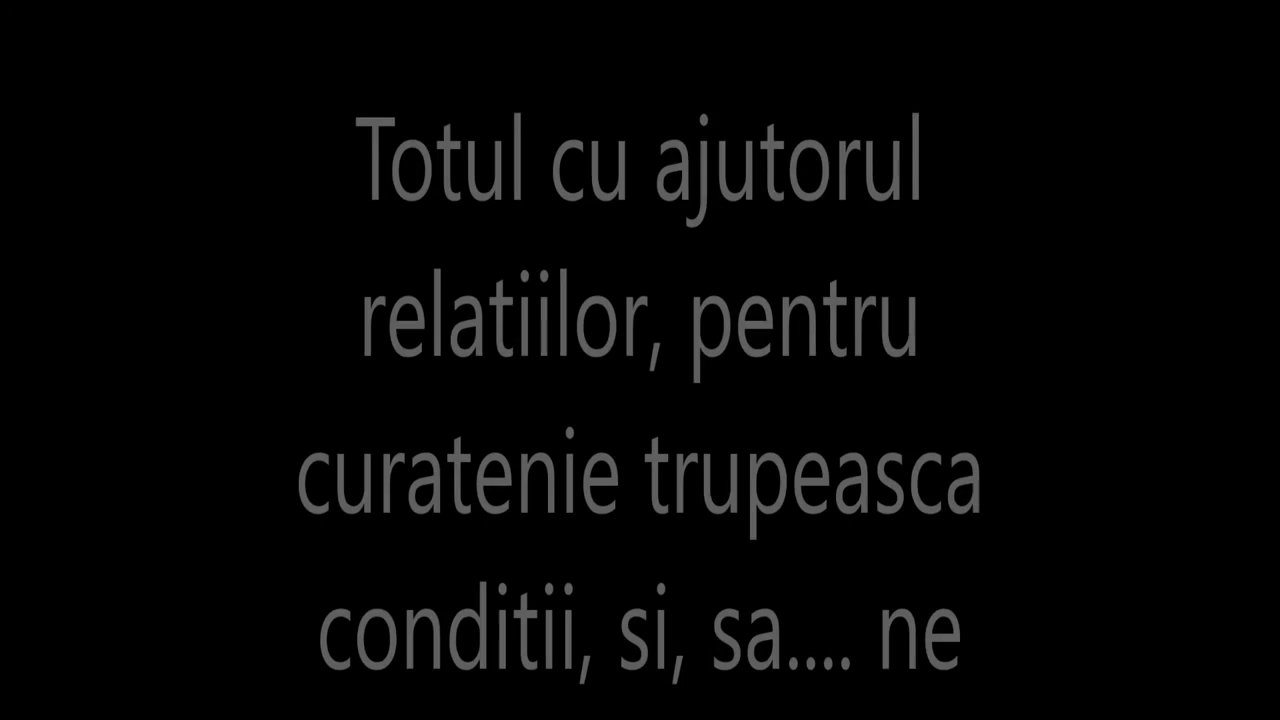 Totul cu ajutorul
relatiilor, pentru
curatenie trupeasca
conditii, si, sa.... ne